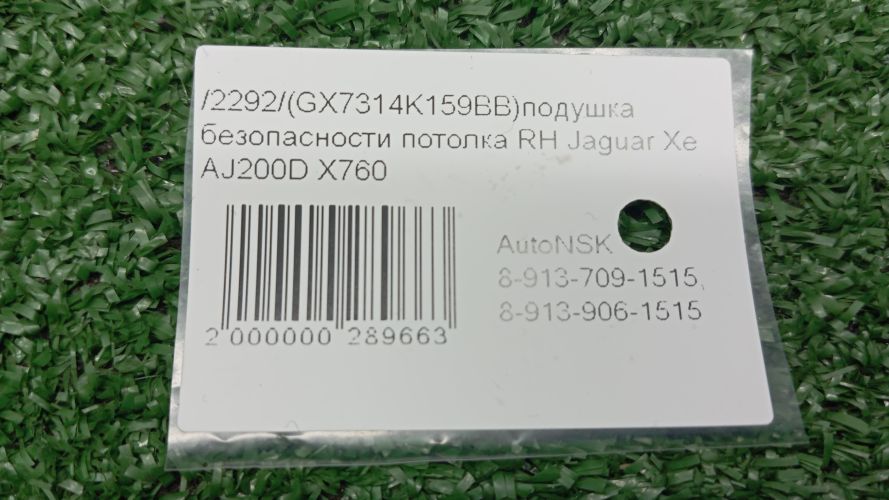 /2292/(GX7314K159BB)подушка
безопасности потолка RH Jaguar Xe
AJ200D X760
AutoNSK
8-913-709-1515,
8-913-906-1515
2 000000 289663